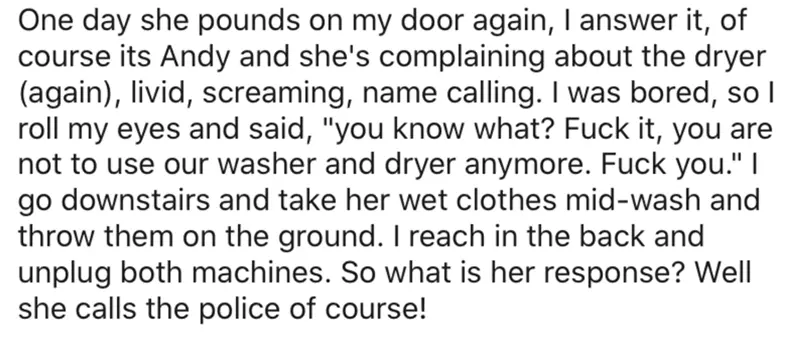 One day she pounds on my door again, I answer it, of
course its Andy and she's complaining about the dryer
(again), livid, screaming, name calling. I was bored, so I
roll my eyes and said, "you know what? Fuck it, you are
not to use our washer and dryer anymore. Fuck you." I
go downstairs and take her wet clothes mid-wash and
throw them on the ground. I reach in the back and
unplug both machines. So what is her response? Well
she calls the police of course!